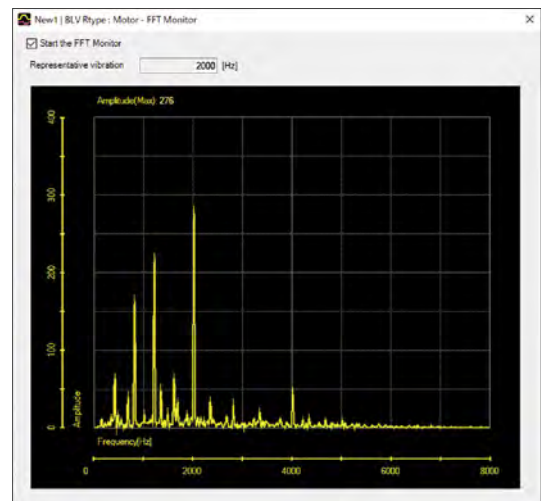 New1 | BLV Rtype : Motor - FFT Monitor
Start the FFT Monitor
Representative vibration 2000 [Hz]
Amplitude(Max) 276
400
300
200
100
0
Amplitude
Frequency[Hz]
0 2000 4000 6000 8000